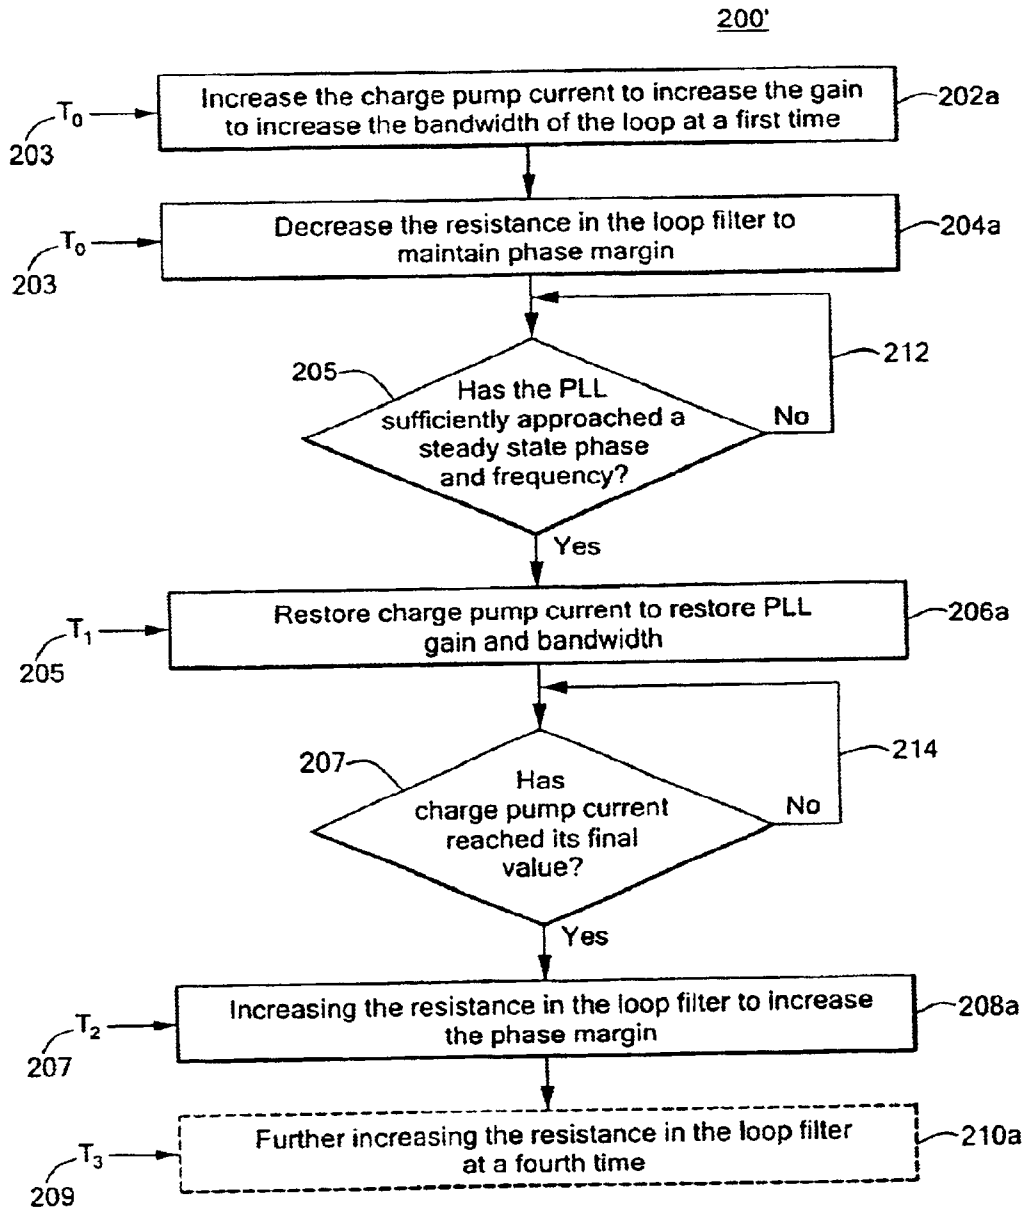 200'
Increase the charge pump current to increase the gain
to increase the bandwidth of the loop at a first time
202a
T0
203
Decrease the resistance in the loop filter to
maintain phase margin
204a
T0
203
212
205
Has the PLL
sufficiently approached a
steady state phase
and frequency?
No
Yes
Restore charge pump current to restore PLL
gain and bandwidth
206a
T1
205
214
207
Has
charge pump current
reached its final
value?
No
Yes
Increasing the resistance in the loop filter to increase
the phase margin
208a
T2
207
Further increasing the resistance in the loop filter
at a fourth time
210a
T3
209